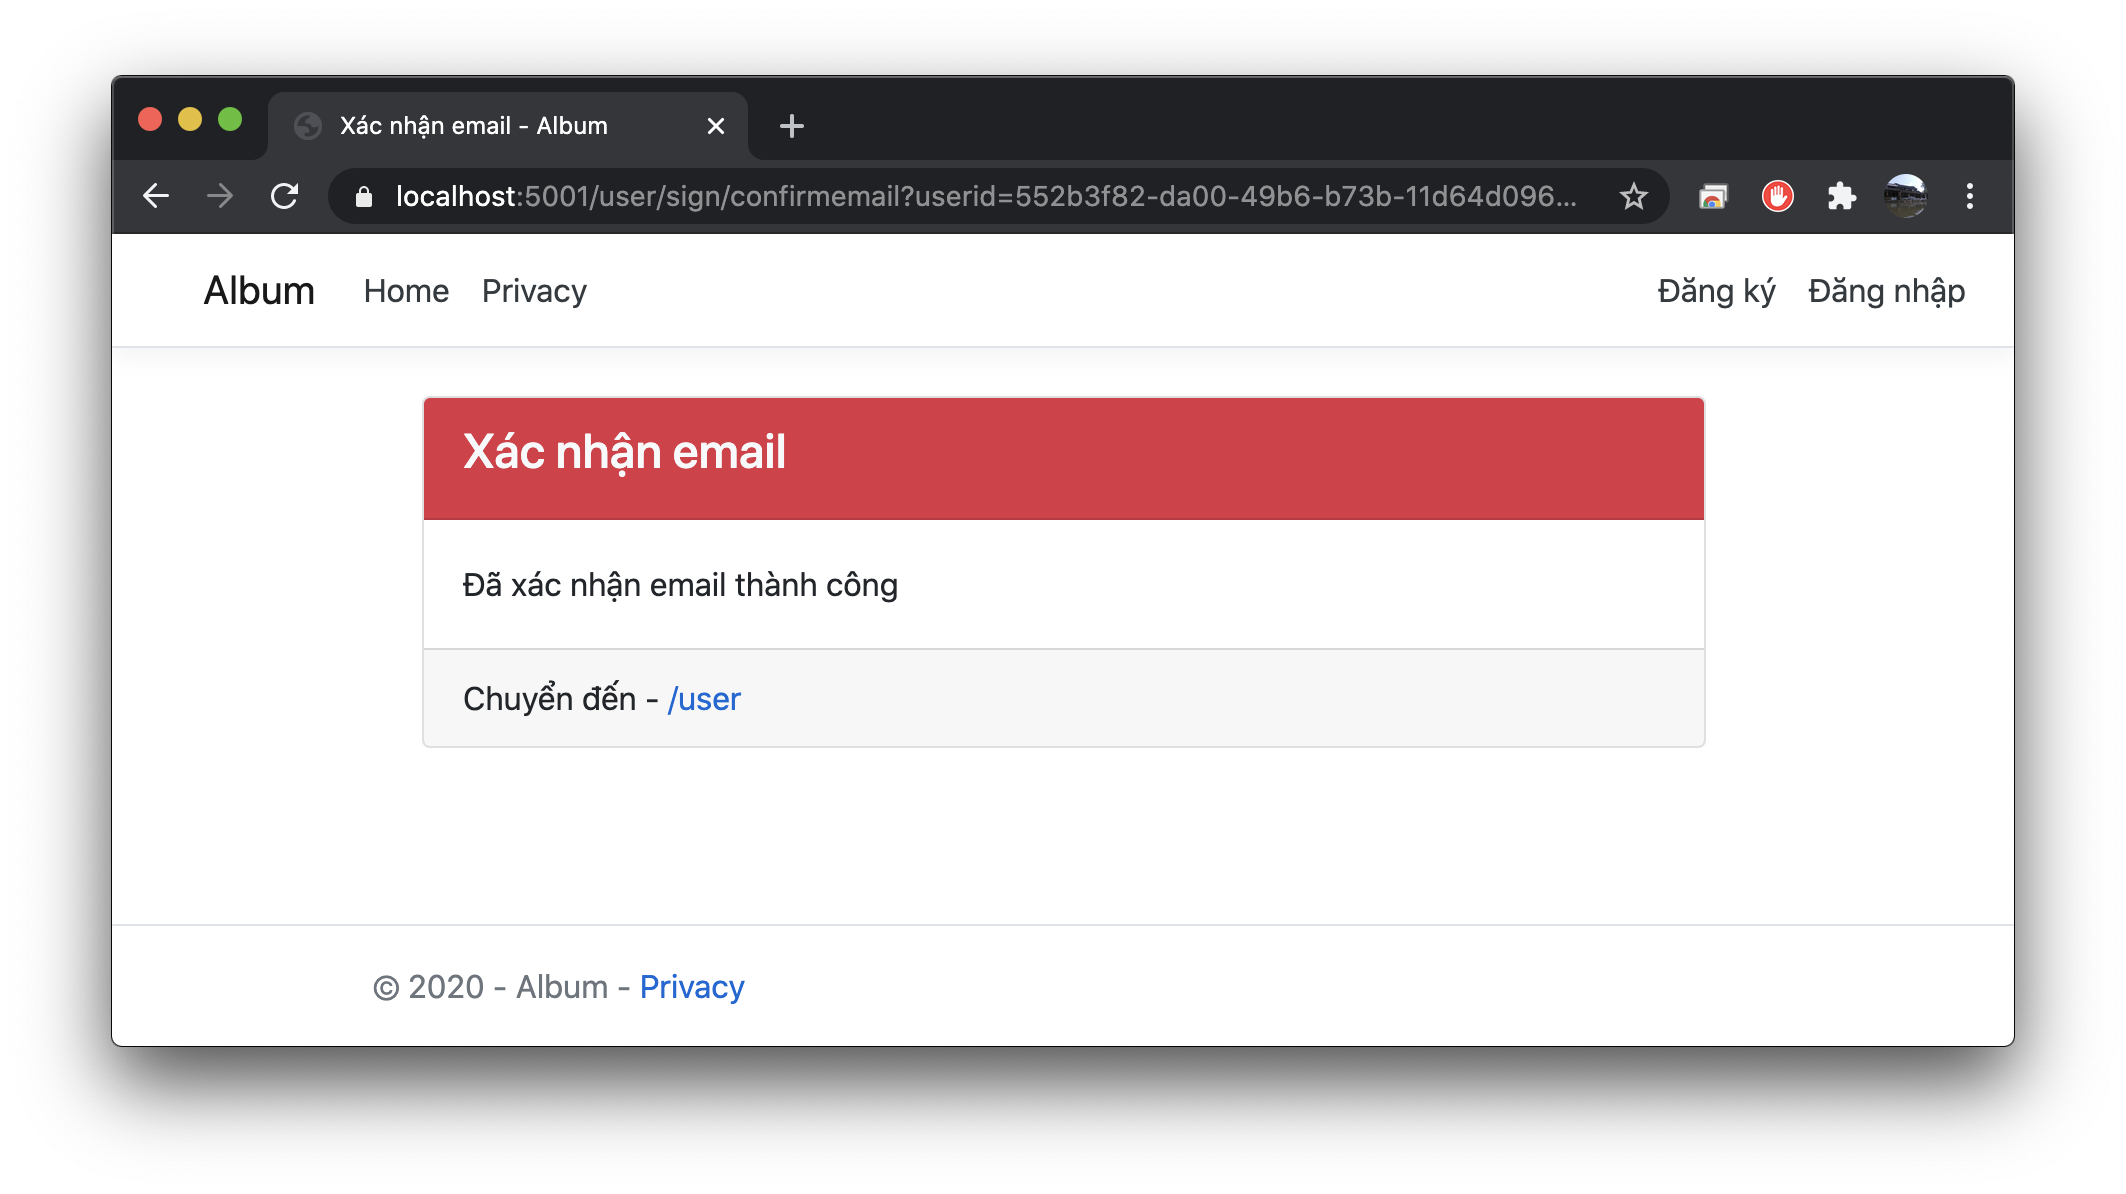 Xác nhận email - Album
localhost:5001/user/sign/confirmemail?userid=552b3f82-da00-49b6-b73b-11d64d096...
Album Home Privacy Đăng ký Đăng nhập
Xác nhận email
Đã xác nhận email thành công
Chuyển đến - /user
© 2020 - Album - Privacy